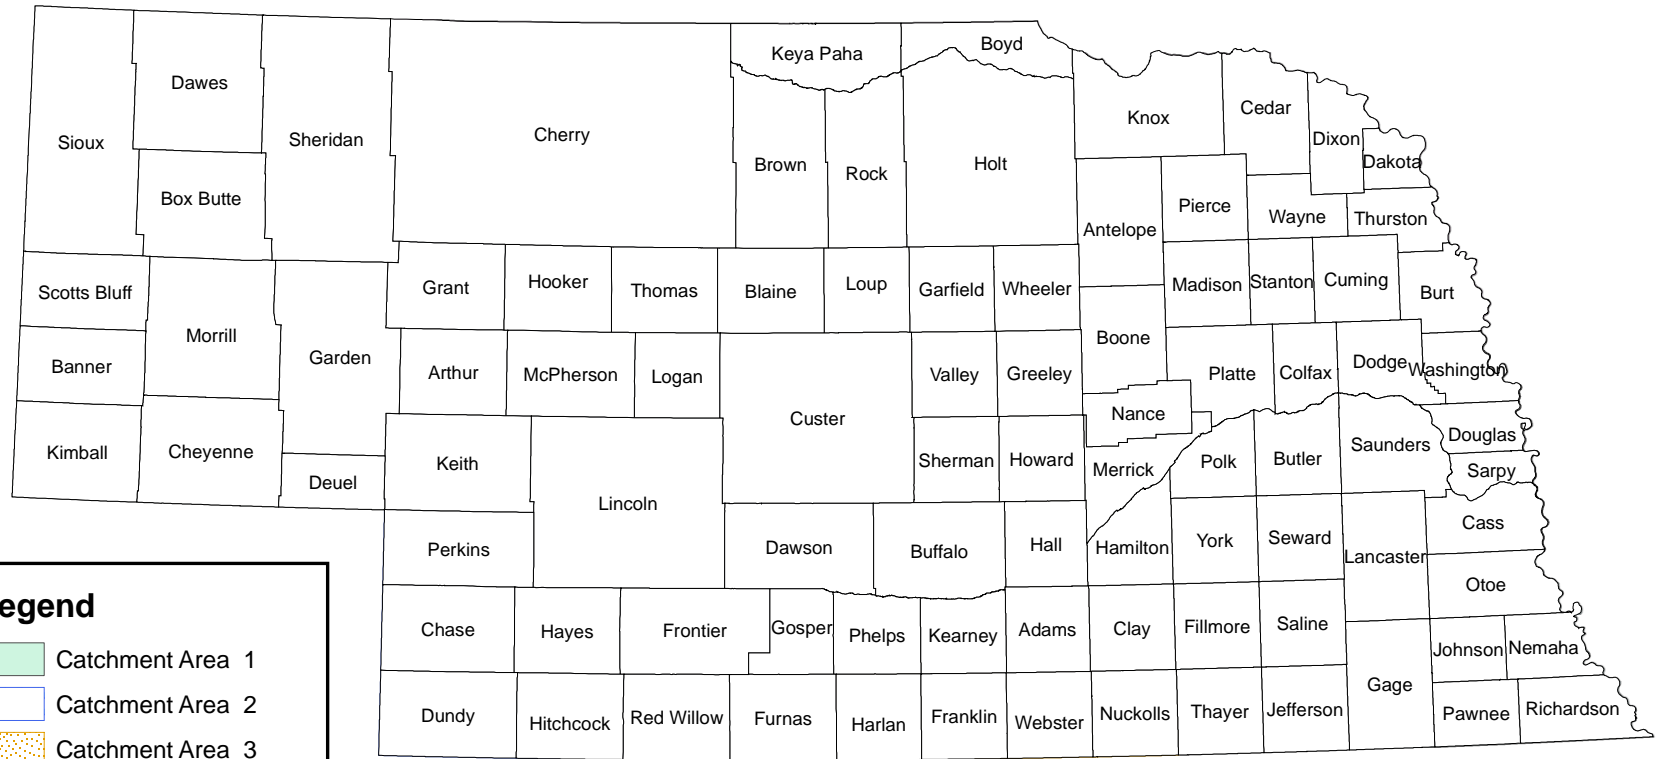 Keya Paha
Boyd
Dawes
Sioux
Sheridan
Cherry
Knox
Cedar
Dixon
Dakota
Box Butte
Brown
Rock
Holt
Antelope
Pierce
Wayne
Thurston
Scotts Bluff
Morrill
Garden
Grant
Hooker
Thomas
Blaine
Loup
Garfield
Wheeler
Boone
Madison
Stanton
Cuming
Burt
Banner
Arthur
McPherson
Logan
Custer
Valley
Greeley
Nance
Platte
Colfax
Dodge
Washington
Kimball
Cheyenne
Deuel
Keith
Lincoln
Sherman
Howard
Merrick
Polk
Butler
Saunders
Douglas
Sarpy
Perkins
Dawson
Buffalo
Hall
Hamilton
York
Seward
Lancaster
Cass
Otoe
Chase
Hayes
Frontier
Gosper
Phelps
Kearney
Adams
Clay
Fillmore
Saline
Gage
Johnson
Nemaha
Dundy
Hitchcock
Red Willow
Furnas
Harlan
Franklin
Webster
Nuckolls
Thayer
Jefferson
Pawnee
Richardson
egend
Catchment Area 1
Catchment Area 2
Catchment Area 3